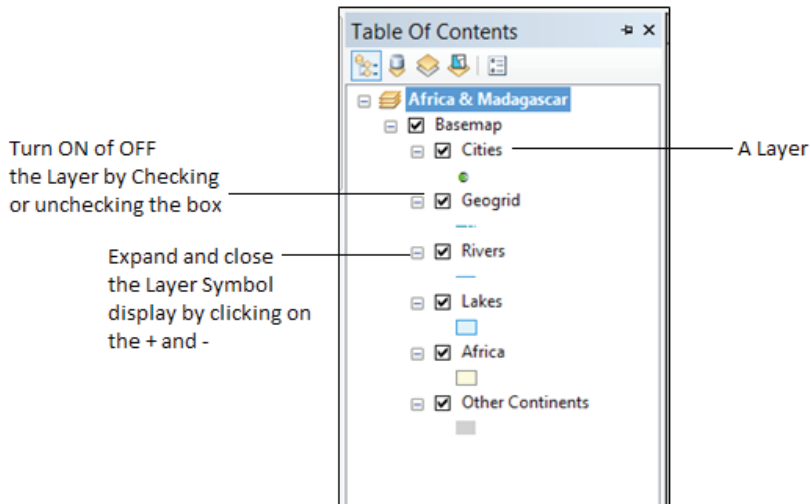 Table Of Contents
Africa & Madagascar
Basemap
Cities
A Layer
Turn ON of OFF
the Layer by Checking
or unchecking the box
Geogrid
Expand and close
the Layer Symbol
display by clicking on
the + and -
Rivers
Lakes
Africa
Other Continents